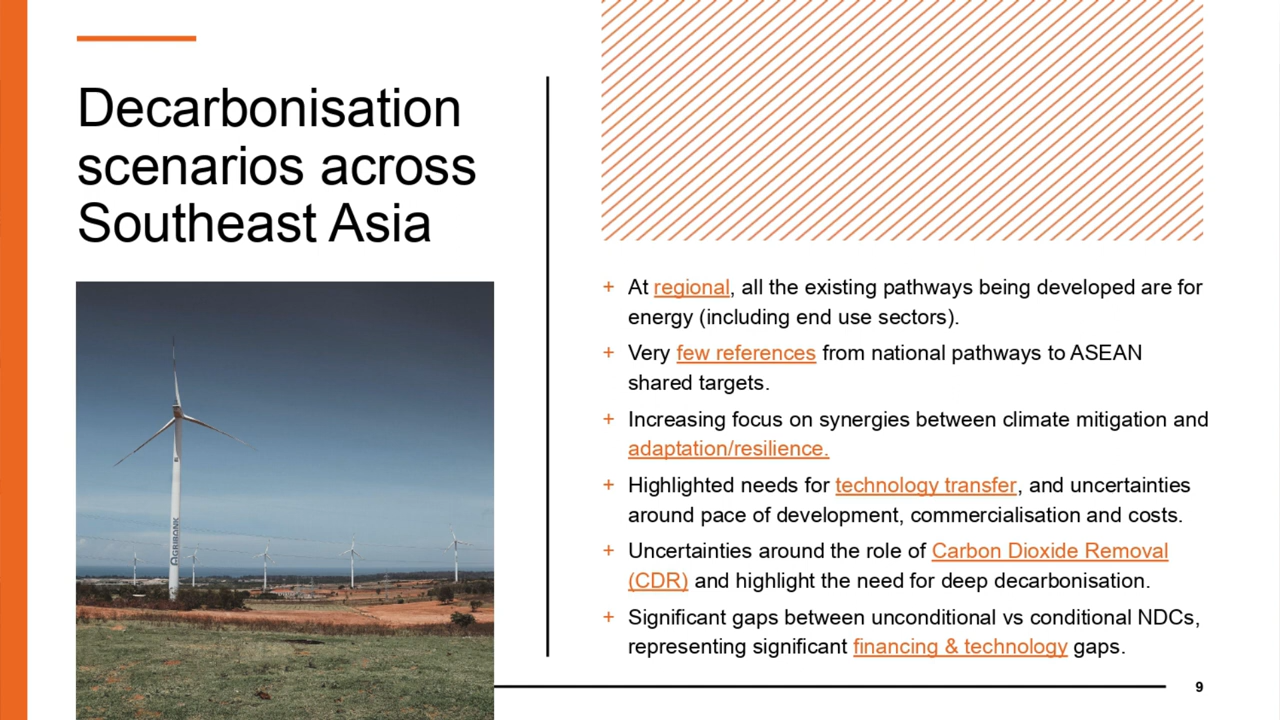 Decarbonisation
scenarios across
Southeast Asia
AGRIBANK
+ At regional, all the existing pathways being developed are for
energy (including end use sectors).
+ Very few references from national pathways to ASEAN
shared targets.
+ Increasing focus on synergies between climate mitigation and
adaptation/resilience.
+ Highlighted needs for technology transfer, and uncertainties
around pace of development, commercialisation and costs.
+ Uncertainties around the role of Carbon Dioxide Removal
(CDR) and highlight the need for deep decarbonisation.
+ Significant gaps between unconditional vs conditional NDCs,
representing significant financing & technology gaps.
9